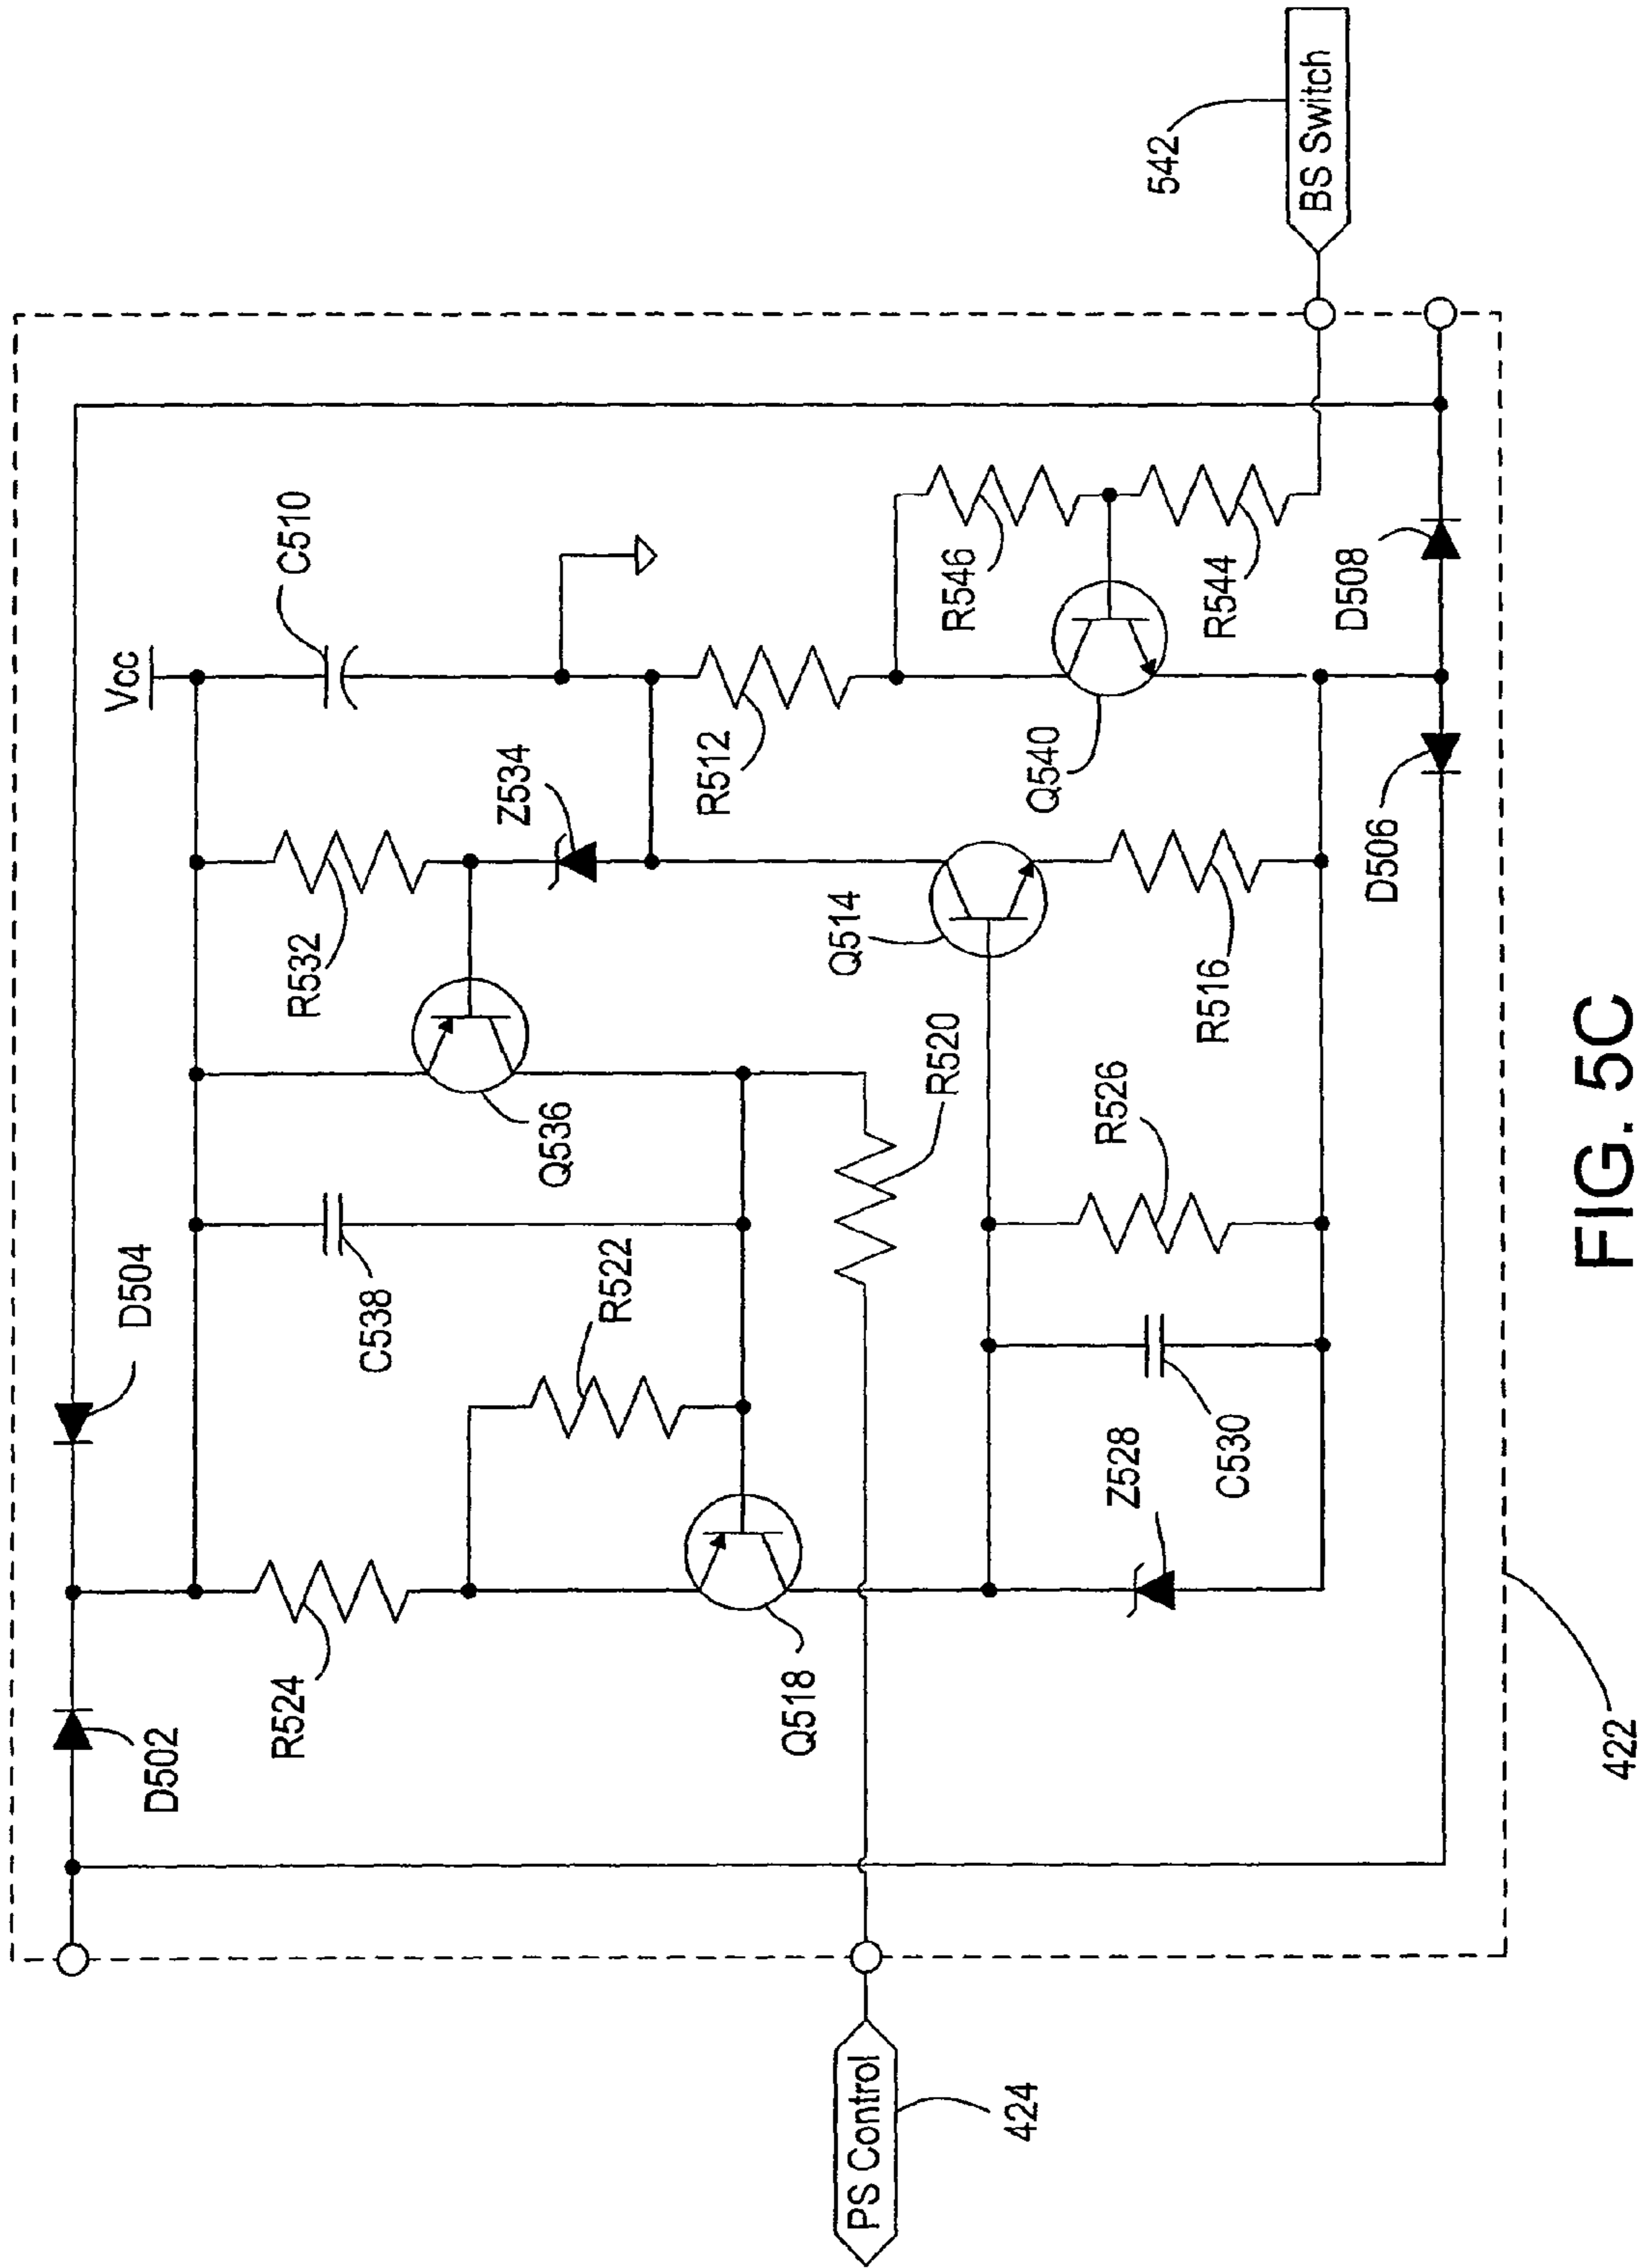 D502
D504
Vcc
C510
R524
C538
R532
Z534
R522
Q536
Q518
R520
R512
R546
542
BS Switch
PS Control
424
Z528
C530
R526
Q514
R516
Q540
R544
D506
D508
422
FIG. 5C